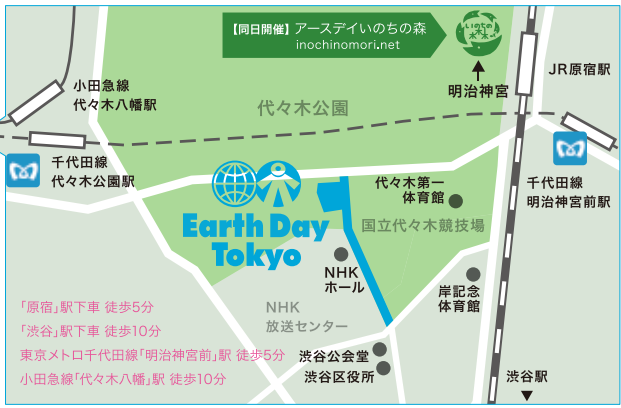 【同日開催】 アースデイいのちの森
inochinomori.net
いのちの
森
明治神宮
JR原宿駅
小田急線
代々木八幡駅
代々木公園
千代田線
代々木公園駅
千代田線
明治神宮前駅
代々木第一
体育館
Earth Day
Tokyo
国立代々木競技場
NHK
ホール
岸記念
体育館
NHK
放送センター
「原宿」駅下車 徒歩5分
「渋谷」駅下車 徒歩10分
東京メトロ千代田線「明治神宮前」駅 徒歩5分
小田急線「代々木八幡」駅 徒歩10分
渋谷公会堂
渋谷区役所
渋谷駅